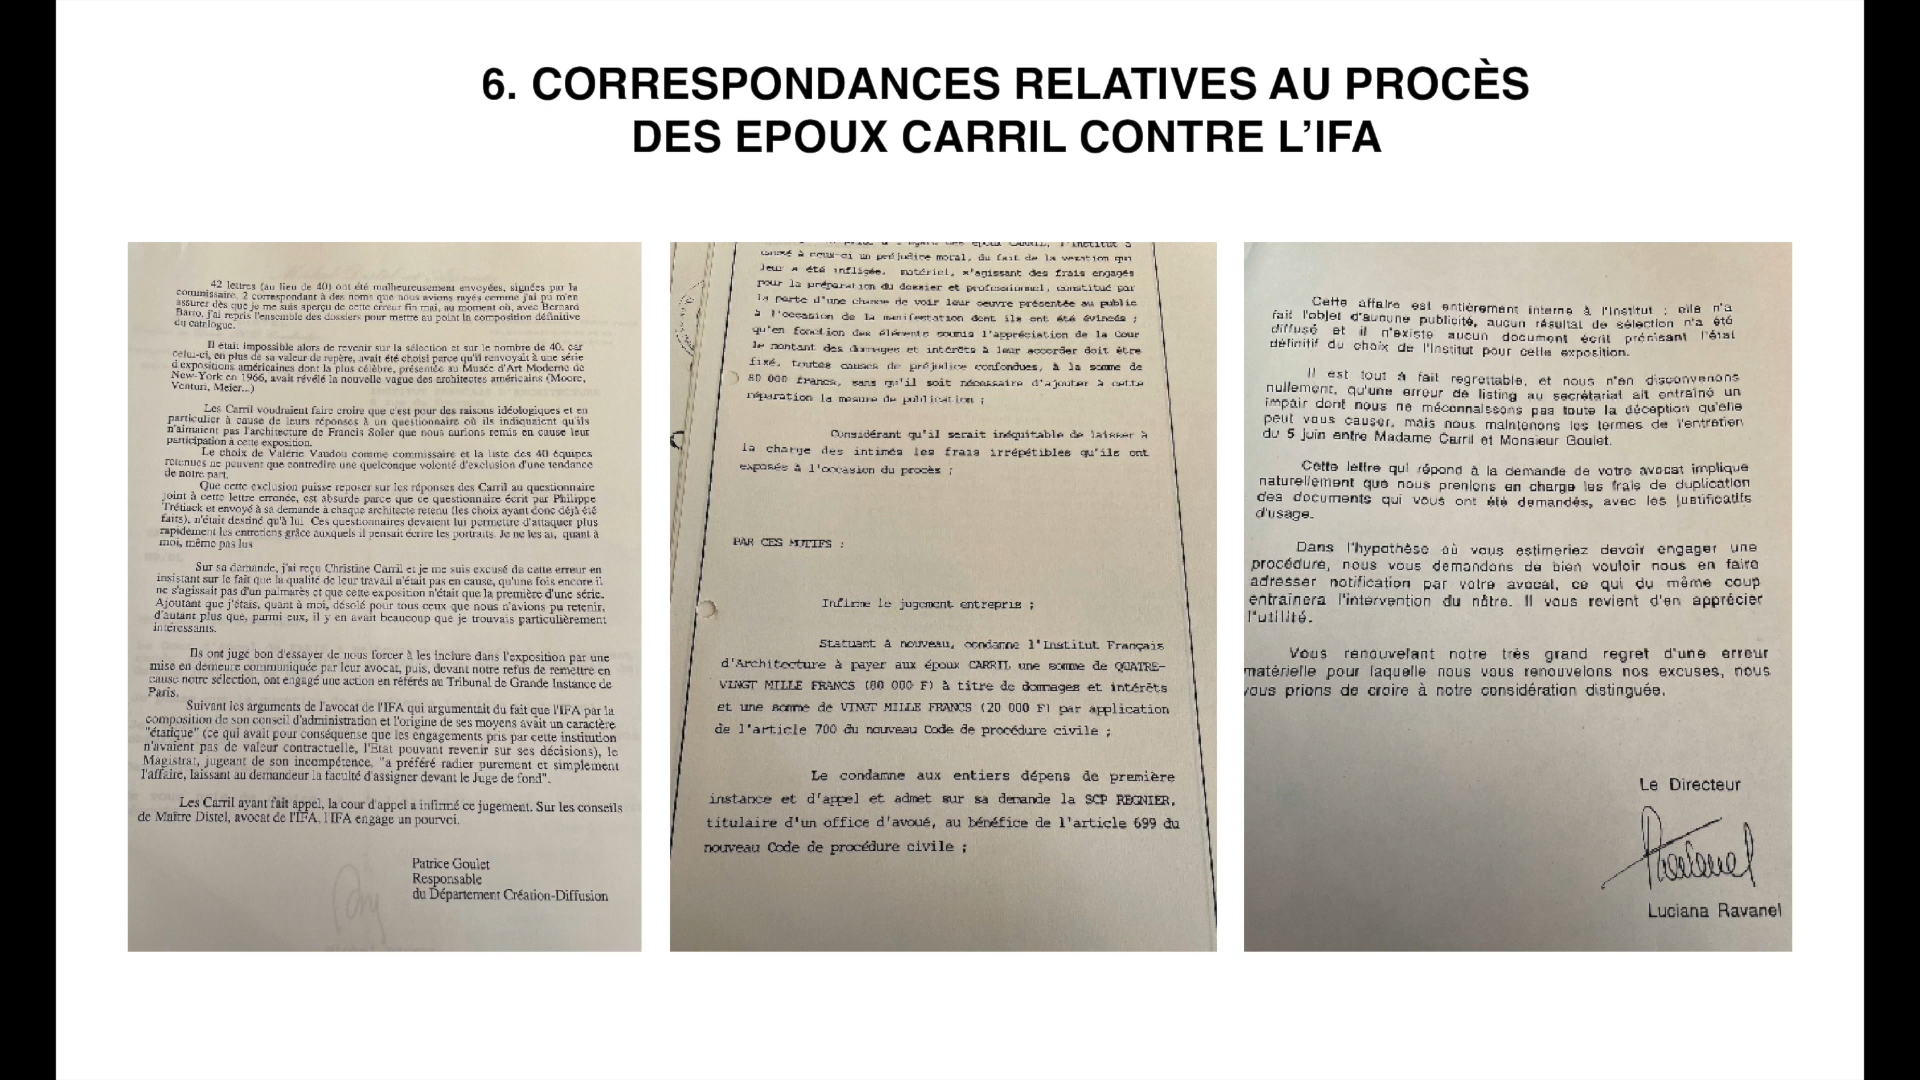 6. CORRESPONDANCES RELATIVES AU PROCÈS
DES EPOUX CARRIL CONTRE L’IFA
42 lettres (au lieu de 40) ont été malheureusement envoyées, signées par la
commissaire, 2 correspondant à des noms que nous avions rayés comme j'ai pu m'en
assurer dès que je me suis aperçu de cette erreur fin mai, au moment où, avec Bernard
Barto, j'ai repris l'ensemble des dossiers pour mettre au point la composition définitive
du catalogue.
Il était impossible alors de revenir sur la sélection et sur le nombre de 40, car
celui-ci, en plus de sa valeur de repère, avait été choisi parce qu'il renvoyait à une série
d'expositions américaines dont la plus célèbre, présentée au Musée d'Art Moderne de
New-York en 1966, avait révélé la nouvelle vague des architectes américains (Moore,
Venturi, Meier...)
Les Carril voudraient faire croire que c'est pour des raisons idéologiques et en
particulier à cause de leurs réponses à un questionnaire où ils indiquaient qu'ils
n'aimaient pas l'architecture de Francis Soler que nous aurions remis en cause leur
participation à cette exposition.
Le choix de Valérie Vaudou comme commissaire et la liste des 40 équipes
retenues ne peuvent que contredire une quelconque volonté d'exclusion d'une tendance
de notre part.
Que cette exclusion puisse reposer sur les réponses des Carril au questionnaire
joint à cette lettre erronée, est absurde parce que ce questionnaire écrit par Philippe
Trétiack et envoyé à sa demande à chaque architecte retenu (les choix ayant donc déjà été
faits), n'était destiné qu'à lui. Ces questionnaires devaient lui permettre d'attaquer plus
rapidement les entretiens grâce auxquels il pensait écrire les portraits. Je ne les ai, quant à
moi, même pas lus
Sur sa demande, j'ai reçu Christine Carril et je me suis excusé de cette erreur en
insistant sur le fait que la qualité de leur travail n'était pas en cause, qu'une fois encore il
ne s'agissait pas d'un palmarès et que cette exposition n'était que la première d'une série.
Ajoutant que j'étais, quant à moi, désolé pour tous ceux que nous n'avions pu retenir,
d'autant plus que, parmi eux, il y en avait beaucoup que je trouvais particulièrement
intéressants.
Ils ont jugé bon d'essayer de nous forcer à les inclure dans l'exposition par une
mise en demeure communiquée par leur avocat, puis, devant notre refus de remettre en
cause notre sélection, ont engagé une action en référés au Tribunal de Grande Instance de
Paris.
Suivant les arguments de l'avocat de l'IFA qui argumentait du fait que l'IFA par la
composition de son conseil d'administration et l'origine de ses moyens avait un caractère
"étatique" (ce qui avait pour conséquense que les engagements pris par cette institution
n'avaient pas de valeur contractuelle, l'Etat pouvant revenir sur ses décisions), le
Magistrat, jugeant de son incompétence, "a préféré radier purement et simplement
l'affaire, laissant au demandeur la faculté d'assigner devant le Juge de fond".
Les Carril ayant fait appel, la cour d'appel a infirmé ce jugement. Sur les conseils
de Maître Distel, avocat de l'IFA, l'IFA engage un pourvoi.
Patrice Goulet
Responsable
du Département Création-Diffusion
l'égard des époux CARRIL, l'Institut a
causé à ceux-ci un préjudice moral, du fait de la vexation qui
leur a été infligée, matériel, s'agissant des frais engagés
pour la préparation du dossier et professionnel, constitué par
la perte d'une chance de voir leur oeuvre présentée au public
à l'occasion de la manifestation dont ils ont été évincés ;
qu'en fonction des éléments soumis l'appréciation de la Cour
le montant des dommages et intérêts à leur accorder doit être
fixé, toutes causes de préjudice confondues, à la somme de
80 000 francs, sans qu'il soit nécessaire d'ajouter à cette
réparation la mesure de publication ;
Considérant qu'il serait inéquitable de laisser à
la charge des intimés les frais irrépétibles qu'ils ont
exposés à l'occasion du procès ;
PAR CES MOTIFS :
Infirme le jugement entrepris ;
Statuant à nouveau, condamne l'Institut Français
d'Architecture à payer aux époux CARRIL une somme de QUATRE-
VINGT MILLE FRANCS (80 000 F) à titre de dommages et intérêts
et une somme de VINGT MILLE FRANCS (20 000 F) par application
de l'article 700 du nouveau Code de procédure civile ;
Le condamne aux entiers dépens de première
instance et d'appel et admet sur sa demande la SCP REGNIER,
titulaire d'un office d'avoué, au bénéfice de l'article 699 du
nouveau Code de procédure civile ;
Cette affaire est entièrement interne à l'Institut ; elle n'a
fait l'objet d'aucune publicité, aucun résultat de sélection n'a été
diffusé et il n'existe aucun document écrit précisant l'état
définitif du choix de l'Institut pour cette exposition.
Il est tout à fait regrettable, et nous n'en disconvenons
nullement, qu'une erreur de listing au secrétariat ait entraîné un
impair dont nous ne méconnaissons pas toute la déception qu'elle
peut vous causer, mais nous maintenons les termes de l'entretien
du 5 juin entre Madame Carril et Monsieur Goulet.
Cette lettre qui répond à la demande de votre avocat implique
naturellement que nous prenions en charge les frais de duplication
des documents qui vous ont été demandés, avec les justificatifs
d'usage.
Dans l'hypothèse où vous estimeriez devoir engager une
procédure, nous vous demandons de bien vouloir nous en faire
adresser notification par votre avocat, ce qui du même coup
entraînera l'intervention du nôtre. Il vous revient d'en apprécier
l'utilité.
Vous renouvelant notre très grand regret d'une erreur
matérielle pour laquelle nous vous renouvelons nos excuses, nous
vous prions de croire à notre considération distinguée.
Le Directeur
Luciana Ravanel